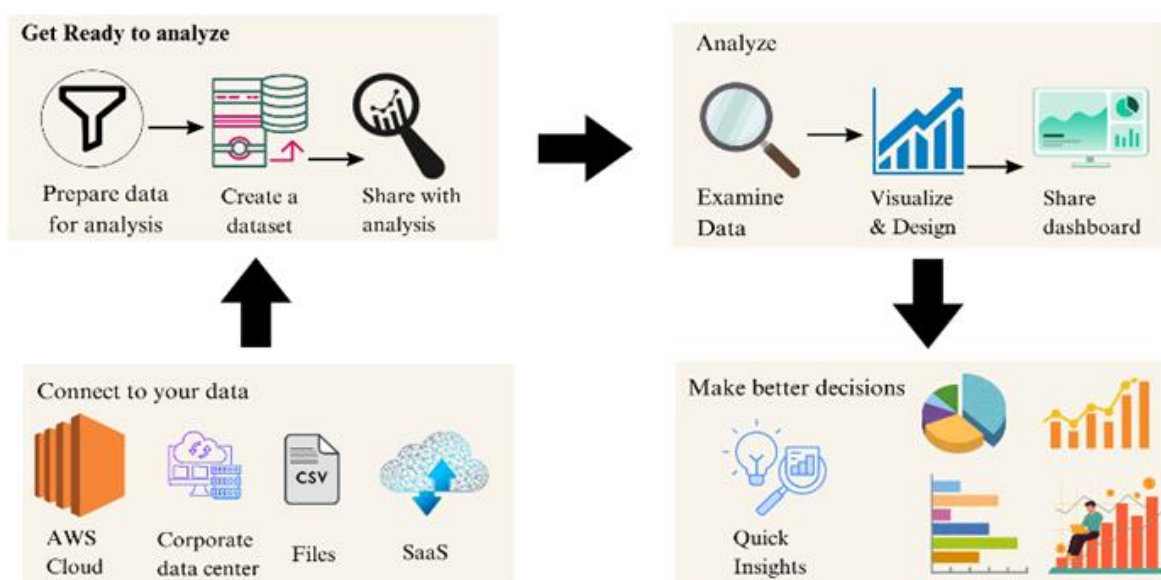 Get Ready to analyze
Prepare data
for analysis
Create a
dataset
Share with
analysis
Analyze
Examine
Data
Visualize
& Design
Share
dashboard
Connect to your data
AWS
Cloud
Corporate
data center
CSV
Files
SaaS
Make better decisions
Quick
Insights